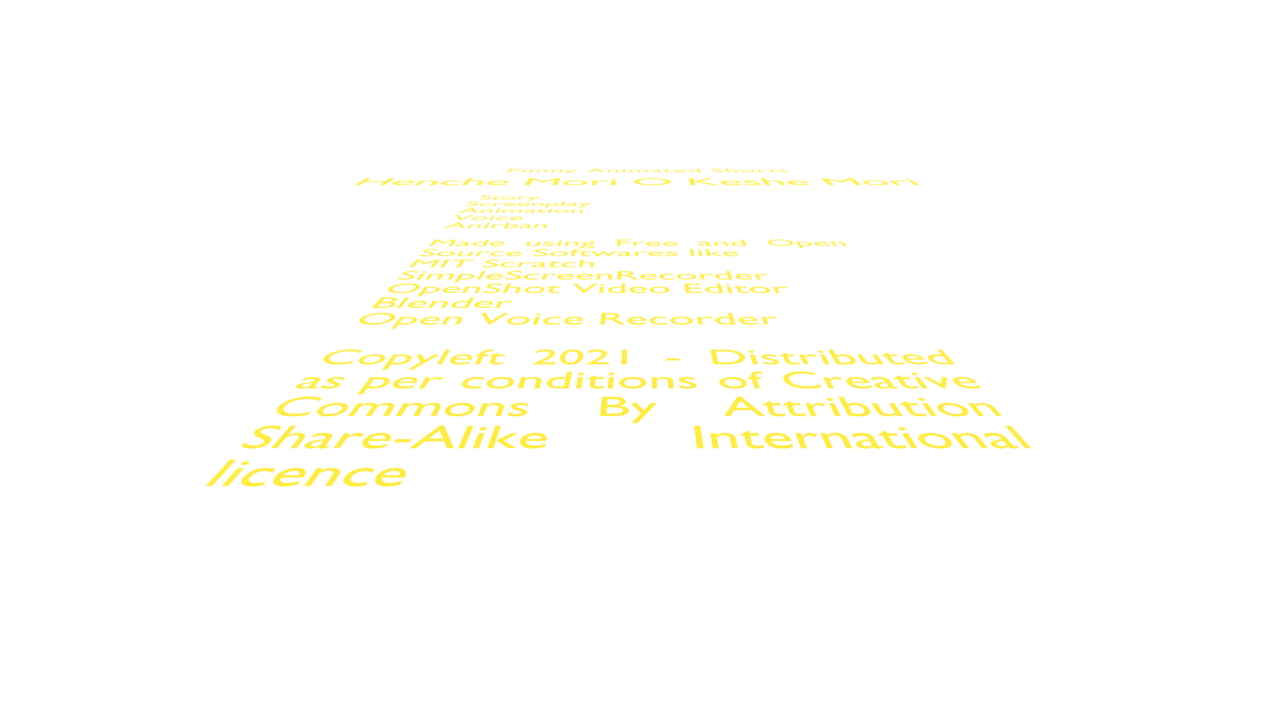 Funny Animated Shorts
Henche Mori O Keshe Mori
Story
Screenplay
Animation
Voice
Anirban
Made using Free and Open
Source Softwares like
MIT Scratch
SimpleScreenRecorder
OpenShot Video Editor
Blender
Open Voice Recorder
Copyleft 2021 - Distributed
as per conditions of Creative
Commons By Attribution
Share-Alike International
licence